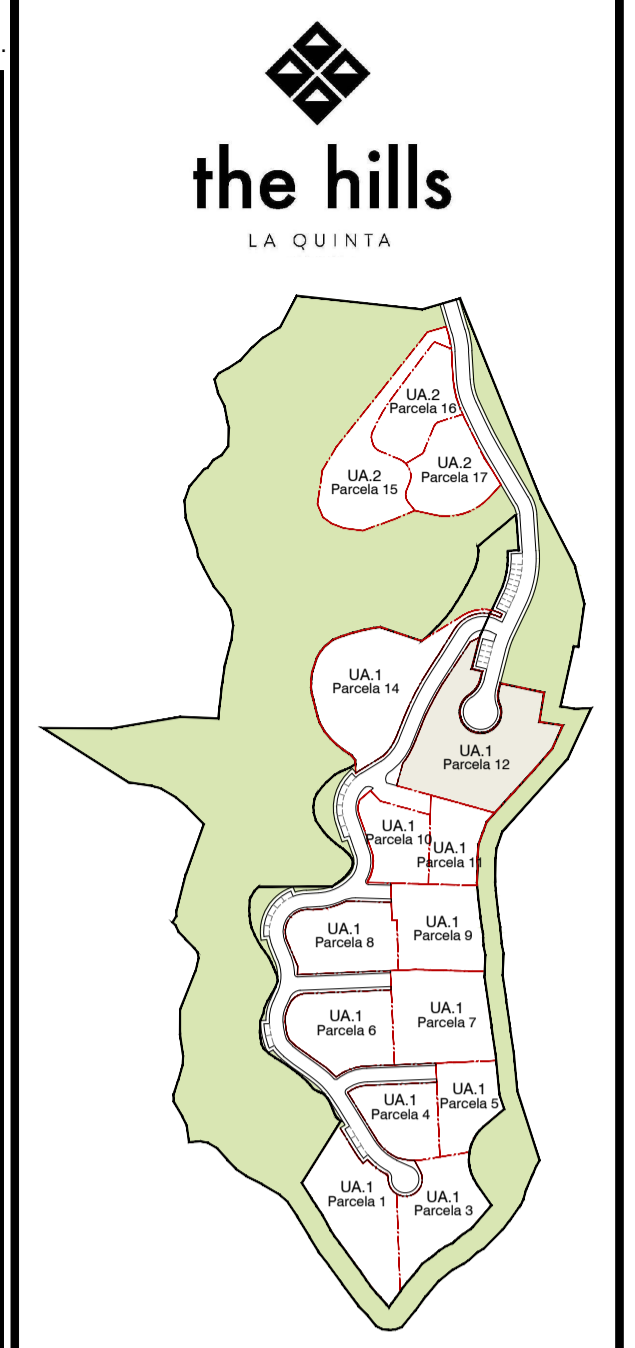 the hills
LA QUINTA
UA.2
Parcela 16
UA.2
Parcela 17
UA.2
Parcela 15
UA.1
Parcela 14
UA.1
Parcela 12
UA.1
Parcela 10
UA.1
Parcela 11
UA.1
Parcela 8
UA.1
Parcela 9
UA.1
Parcela 6
UA.1
Parcela 7
UA.1
Parcela 4
UA.1
Parcela 5
UA.1
Parcela 1
UA.1
Parcela 3